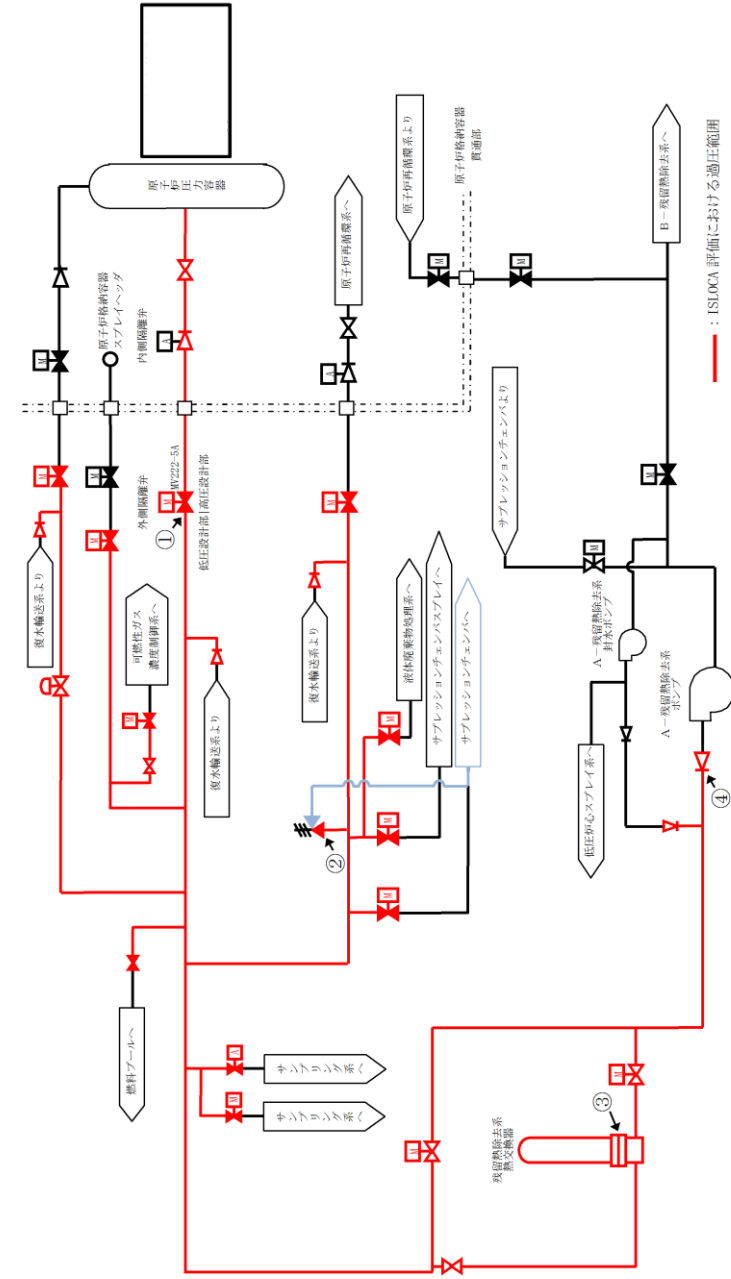 原子炉圧力容器
原子炉格納容器
スプレイヘッダ
内側隔離弁
原子炉再循環系へ
原子炉再循環系より
原子炉格納容器
貫通部
B-残留熱除去系へ
: ISLOCA 評価における過圧範囲
M
M
M
M
M
A
A
M
M
M
外側隔離弁
MV222-5A
①
低圧設計部|高圧設計部
復水輸送系より
可燃性ガス
濃度制御系へ
M
復水輸送系より
復水輸送系より
M
②
M
M
M
液体廃棄物処理系へ
サプレッションチェンバスプレイへ
サプレッションチェンバへ
サプレッションチェンバより
M
M
A-残留熱除去系
封水ポンプ
A-残留熱除去系
ポンプ
低圧炉心スプレイ系へ
④
燃料プールへ
A
M
サンプリング系へ
サンプリング系へ
M
M
残留熱除去系
熱交換器
③